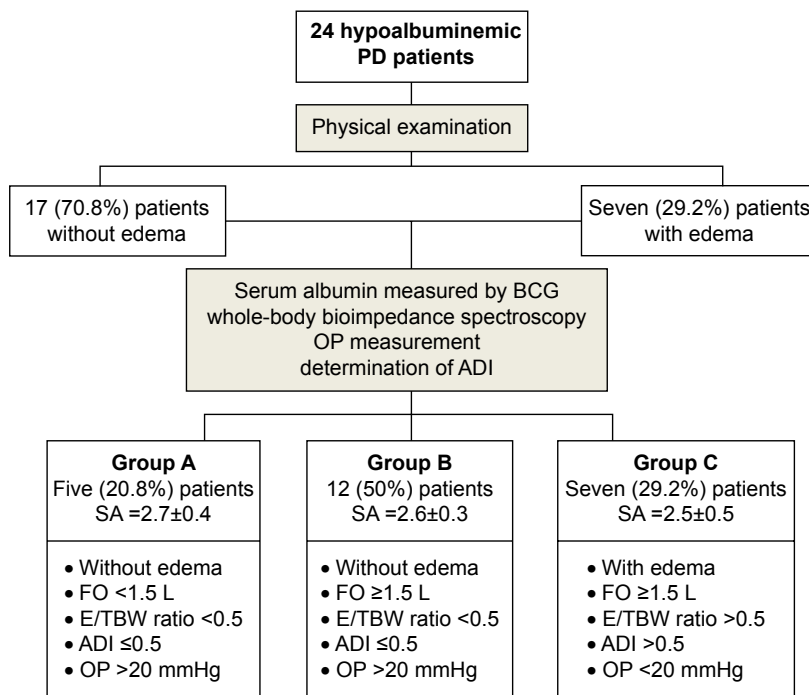 24 hypoalbuminemic
PD patients
Physical examination
17 (70.8%) patients
without edema
Seven (29.2%) patients
with edema
Serum albumin measured by BCG
whole-body bioimpedance spectroscopy
OP measurement
determination of ADI
Group A
Five (20.8%) patients
SA =2.7±0.4
• Without edema
• FO <1.5 L
• E/TBW ratio <0.5
• ADI ≤0.5
• OP >20 mmHg
Group B
12 (50%) patients
SA =2.6±0.3
• Without edema
• FO ≥1.5 L
• E/TBW ratio <0.5
• ADI ≤0.5
• OP >20 mmHg
Group C
Seven (29.2%) patients
SA =2.5±0.5
• With edema
• FO ≥1.5 L
• E/TBW ratio >0.5
• ADI >0.5
• OP <20 mmHg